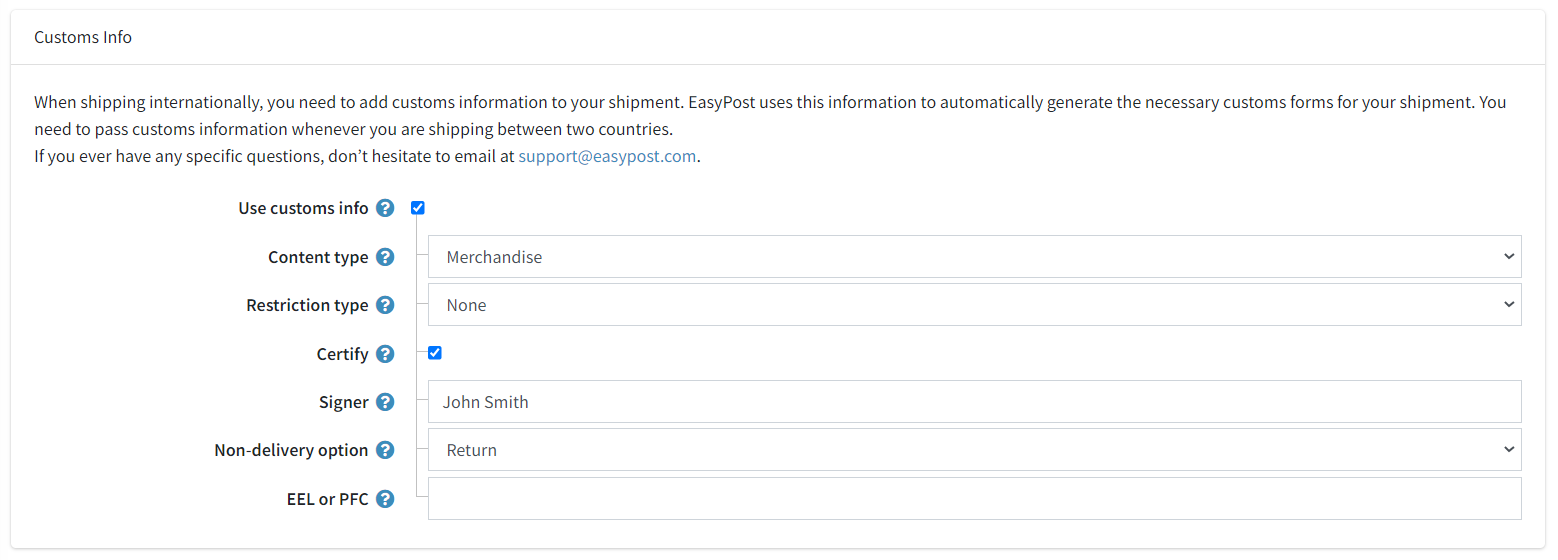 Customs Info
When shipping internationally, you need to add customs information to your shipment. EasyPost uses this information to automatically generate the necessary customs forms for your shipment. You
need to pass customs information whenever you are shipping between two countries.
If you ever have any specific questions, don’t hesitate to email at support@easypost.com.
Use customs info ?
Content type ? Merchandise
Restriction type ? None
Certify ?
Signer ? John Smith
Non-delivery option ? Return
EEL or PFC ?